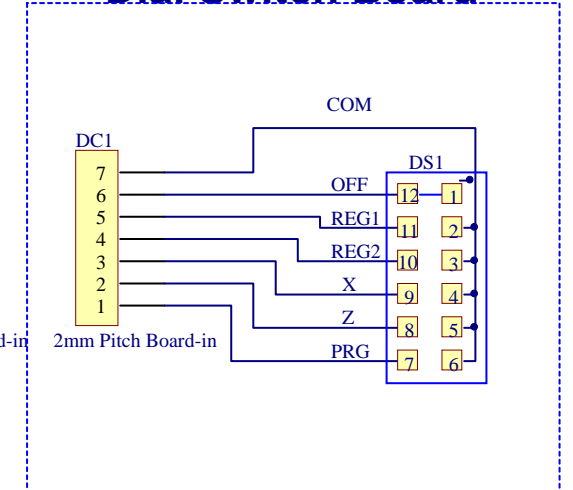 COM
DC1
DS1
7
6 OFF 12 1
5 REG1 11 2
4 REG2 10 3
3 X 9 4
2 Z 8 5
1 PRG 7 6
d-in 2mm Pitch Board-in